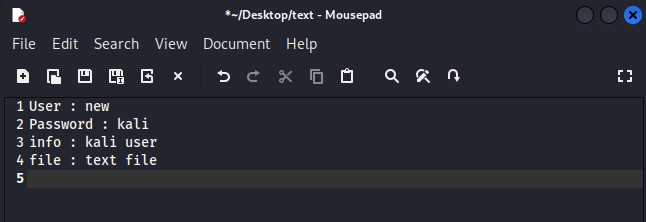 *~/Desktop/text - Mousepad
File Edit Search View Document Help
1 User : new
2 Password : kali
3 info : kali user
4 file : text file
5